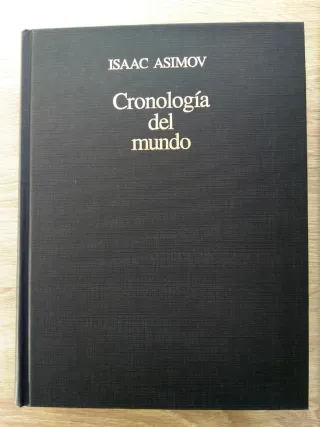 ISAAC ASIMOV
Cronología
del
mundo